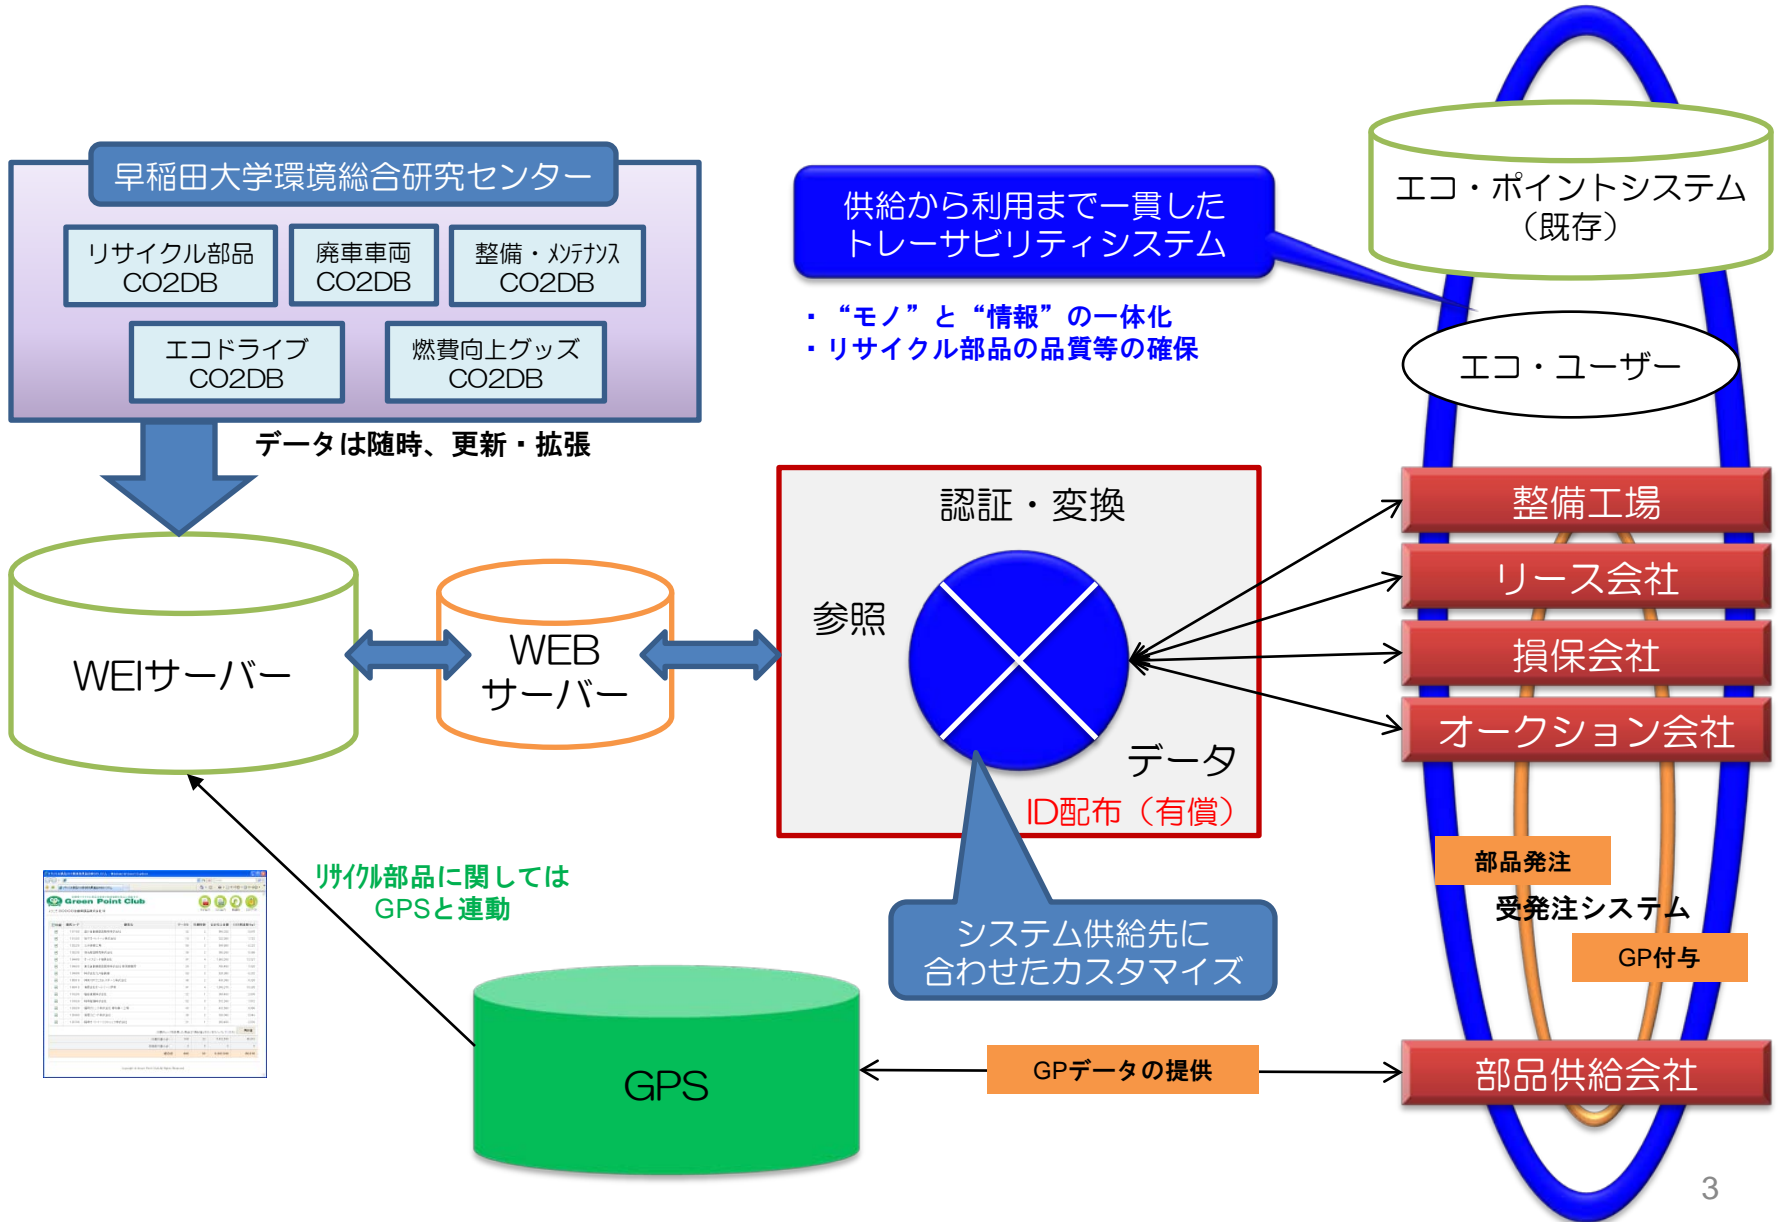 早稲田大学環境総合研究センター
リサイクル部品
CO2DB
廃車車両
CO2DB
整備・ﾒﾝﾃﾅﾝｽ
CO2DB
エコドライブ
CO2DB
燃費向上グッズ
CO2DB
データは随時、更新・拡張
供給から利用まで一貫した
トレーサビリティシステム
・“モノ”と“情報”の一体化
・リサイクル部品の品質等の確保
エコ・ポイントシステム
（既存）
エコ・ユーザー
WEIサーバー
WEB
サーバー
認証・変換
参照
データ
ID配布（有償）
システム供給先に
合わせたカスタマイズ
整備工場
リース会社
損保会社
オークション会社
部品発注
受発注システム
GP付与
部品供給会社
ﾘｻｲｸﾙ部品に関しては
GPSと連動
Green Point Club
GPS
GPデータの提供
3